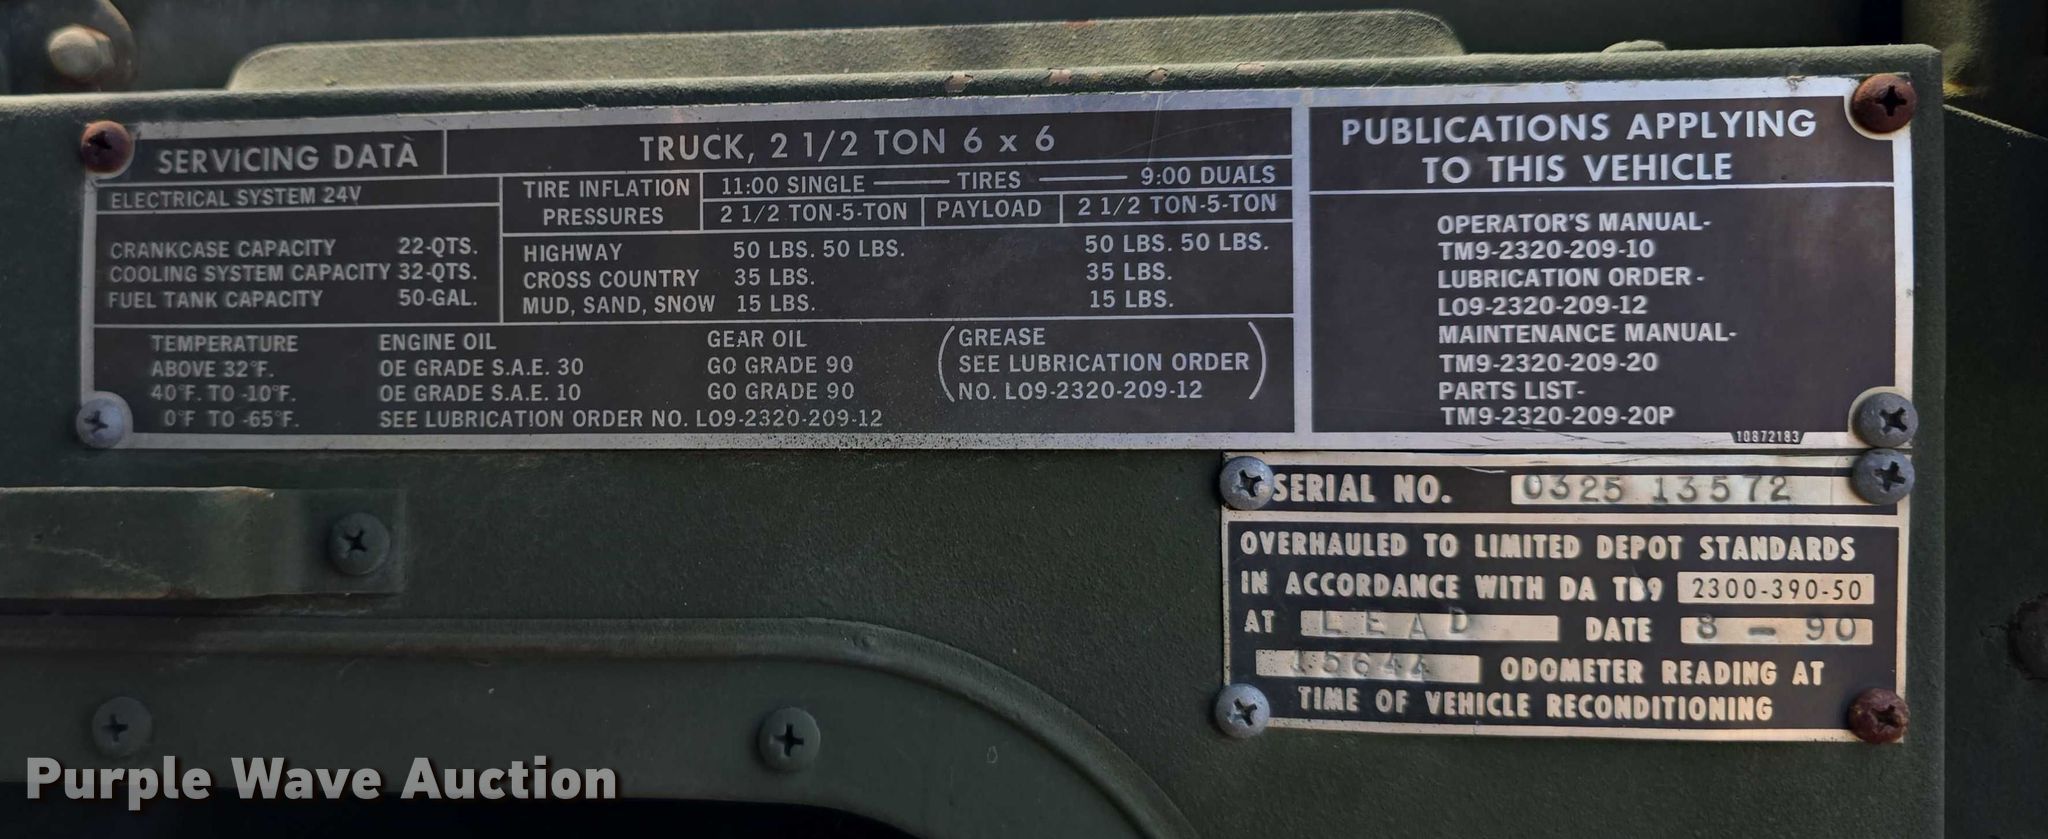 SERVICING DATA
TRUCK, 2 1/2 TON 6 x 6
ELECTRICAL SYSTEM 24V
TIRE INFLATION PRESSURES
11:00 SINGLE TIRES 9:00 DUALS
2 1/2 TON-5-TON PAYLOAD 2 1/2 TON-5-TON
CRANKCASE CAPACITY 22-QTS.
COOLING SYSTEM CAPACITY 32-QTS.
FUEL TANK CAPACITY 50-GAL.
HIGHWAY 50 LBS. 50 LBS. 50 LBS. 50 LBS.
CROSS COUNTRY 35 LBS. 35 LBS.
MUD, SAND, SNOW 15 LBS. 15 LBS.
TEMPERATURE ENGINE OIL GEAR OIL
ABOVE 32°F. OE GRADE S.A.E. 30 GO GRADE 90
40°F. TO -10°F. OE GRADE S.A.E. 10 GO GRADE 90
0°F TO -65°F. SEE LUBRICATION ORDER NO. LO9-2320-209-12
(GREASE
SEE LUBRICATION ORDER
NO. LO9-2320-209-12)
PUBLICATIONS APPLYING
TO THIS VEHICLE
OPERATOR'S MANUAL-
TM9-2320-209-10
LUBRICATION ORDER-
LO9-2320-209-12
MAINTENANCE MANUAL-
TM9-2320-209-20
PARTS LIST-
TM9-2320-209-20P
10872183
SERIAL NO. 0325 13572
OVERHAULED TO LIMITED DEPOT STANDARDS
IN ACCORDANCE WITH DA TB9 2300-390-50
AT LEAD DATE 8 - 90
15644 ODOMETER READING AT
TIME OF VEHICLE RECONDITIONING
Purple Wave Auction